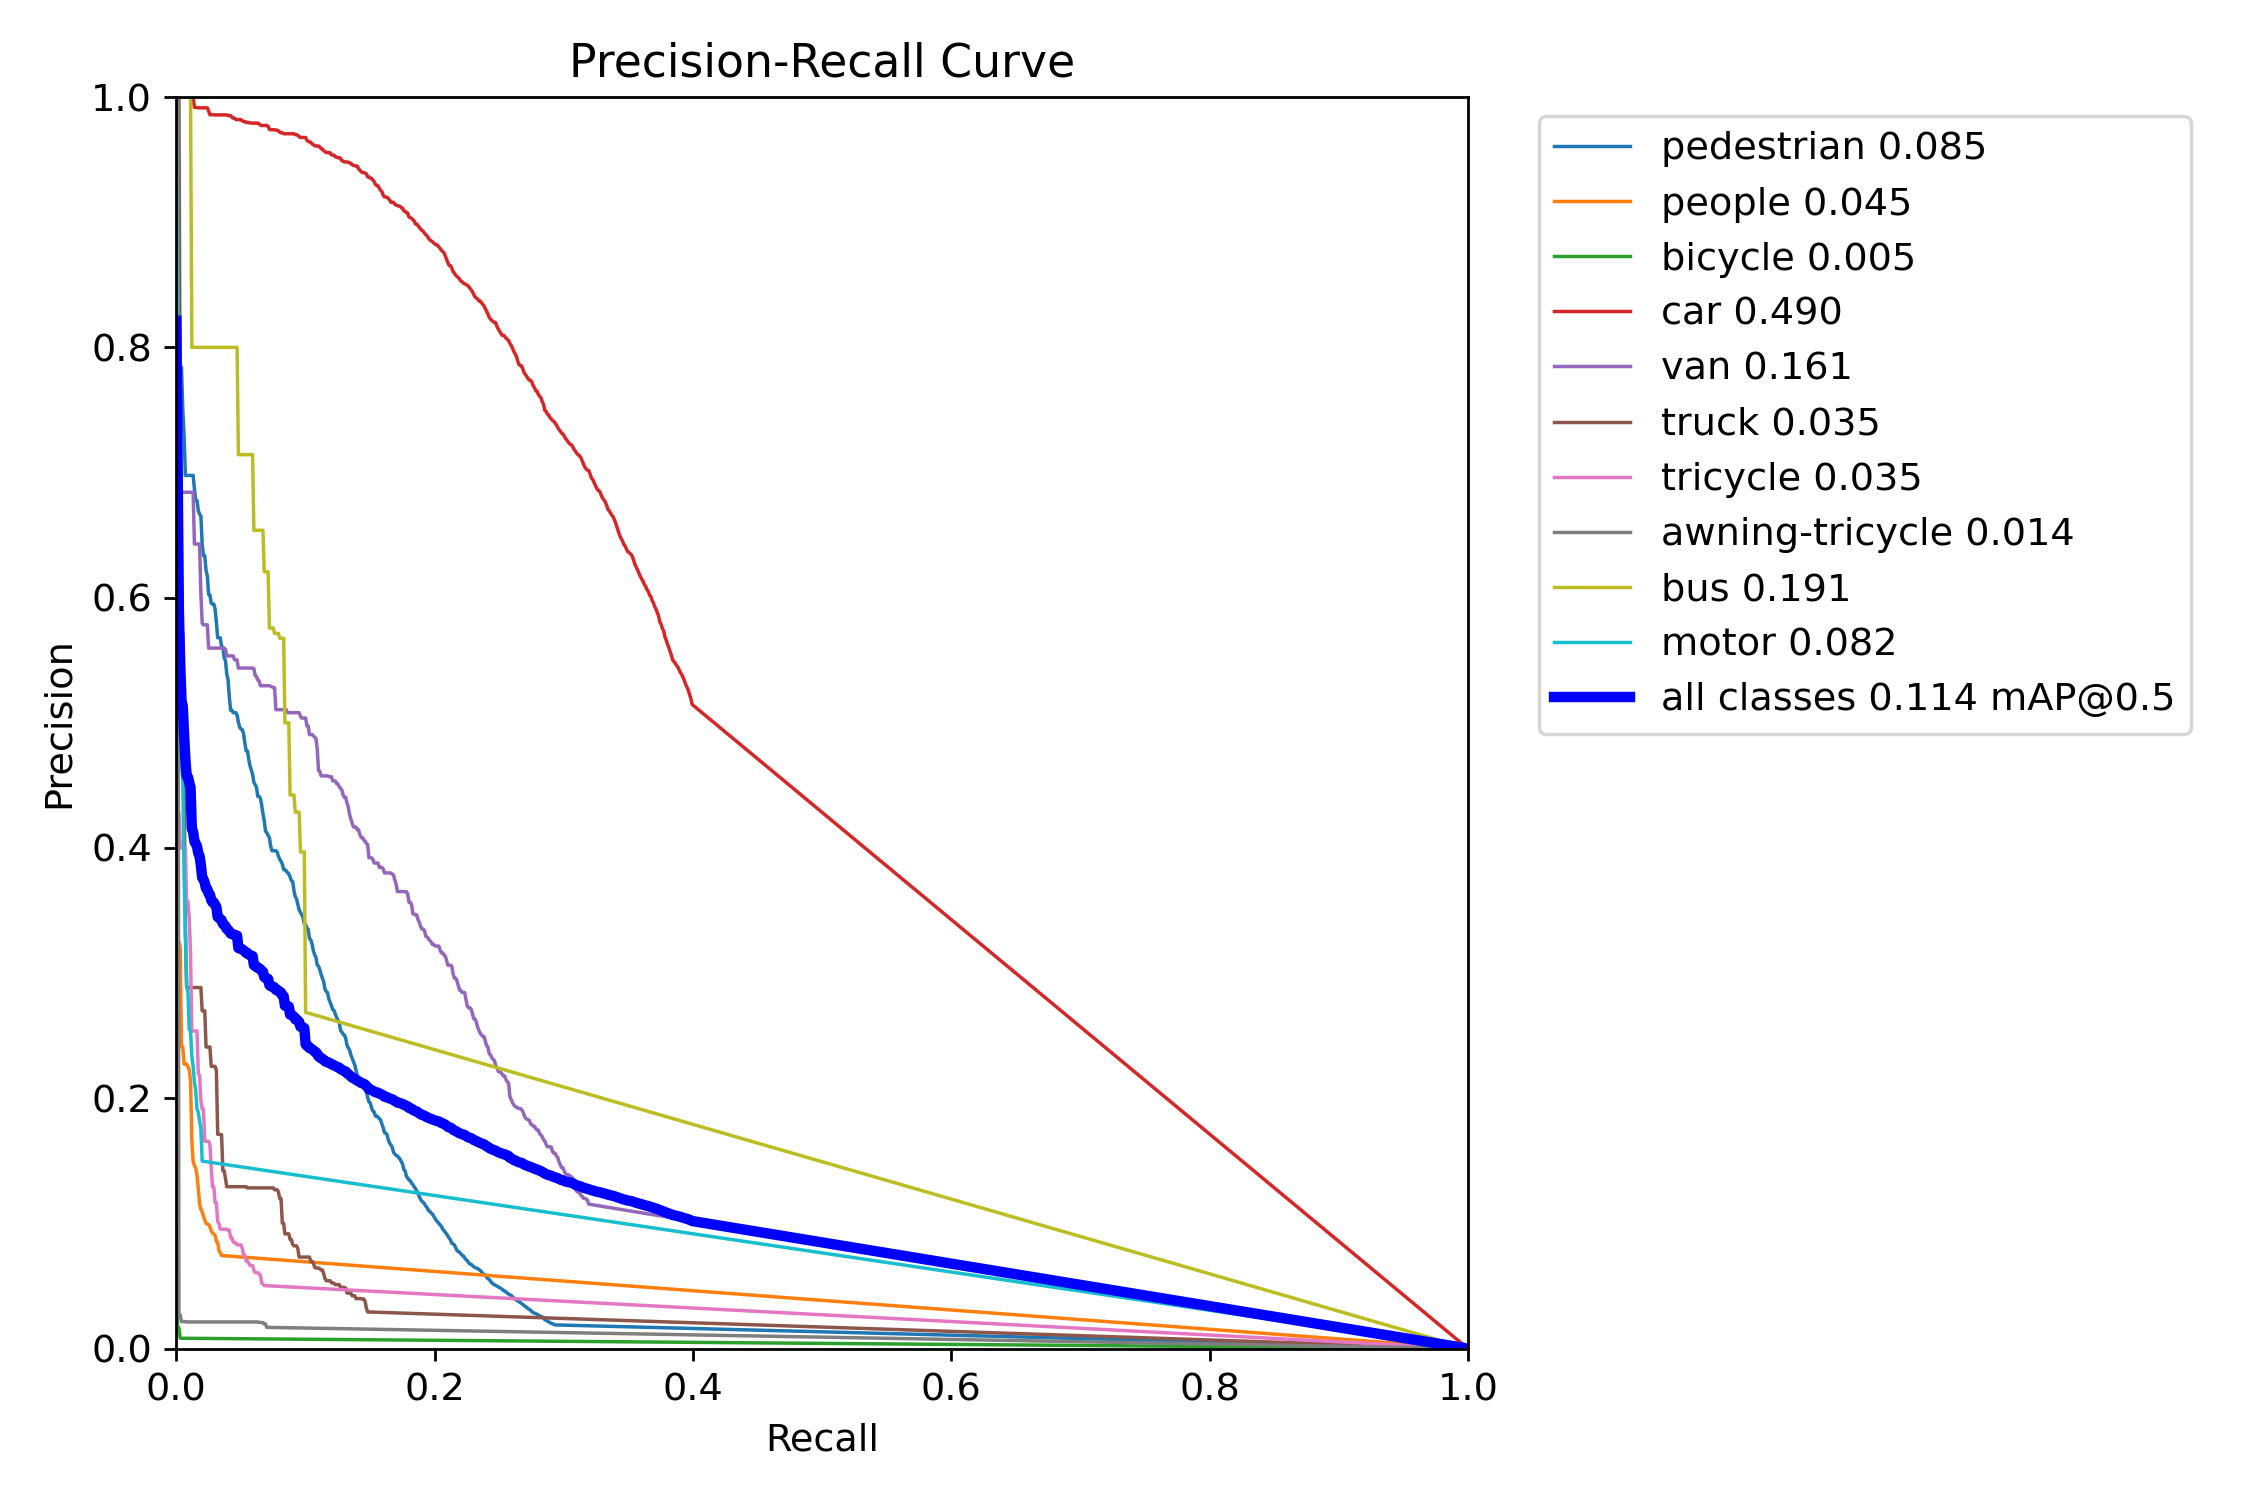 Precision-Recall Curve
1.0
0.8
0.6
0.4
0.2
0.0
Precision
0.0 0.2 0.4 0.6 0.8 1.0
Recall
pedestrian 0.085
people 0.045
bicycle 0.005
car 0.490
van 0.161
truck 0.035
tricycle 0.035
awning-tricycle 0.014
bus 0.191
motor 0.082
all classes 0.114 mAP@0.5